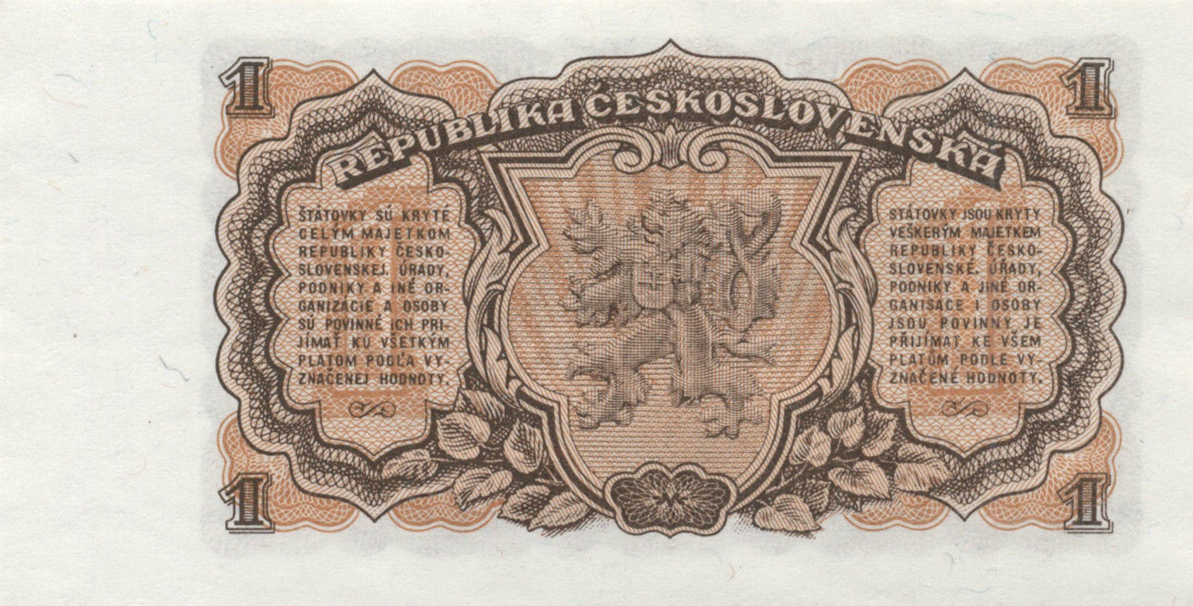 1
1
REPUBLIKA ČESKOSLOVENSKÁ
ŠTÁTOVKY SÚ KRYTE
CELÝM MAJETKOM
REPUBLIKY ČESKO-
SLOVENSKEJ. ÚRADY,
PODNIKY A INÉ OR-
GANIZÁCIE A OSOBY
SÚ POVINNÉ ICH PRI-
JÍMAŤ KU VŠETKÝM
PLATOM PODĽA VY-
ZNAČENEJ HODNOTY.
STÁTOVKY JSOU KRYTY
VEŠKERÝM MAJETKEM
REPUBLIKY ČESKO-
SLOVENSKÉ. ÚŘADY,
PODNIKY A JINÉ OR-
GANISACE I OSOBY
JSOU POVINNY JE
PŘIJÍMAT KE VŠEM
PLATŮM PODLE VY-
ZNAČENÉ HODNOTY.
1
1